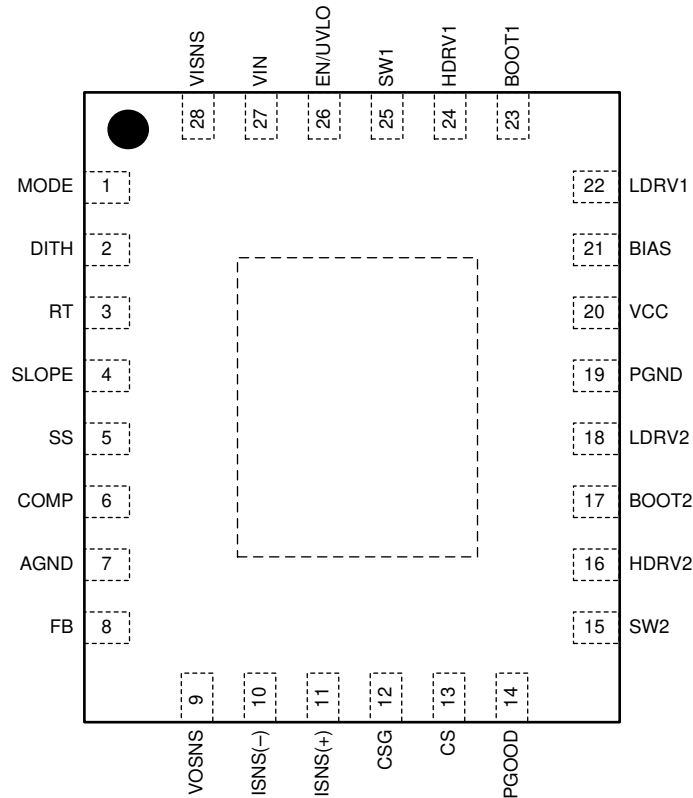 VISNS
VIN
EN/UVLO
SW1
HDRV1
BOOT1
28
27
26
25
24
23
MODE 1
22 LDRV1
DITH 2
21 BIAS
RT 3
20 VCC
SLOPE 4
19 PGND
SS 5
18 LDRV2
COMP 6
17 BOOT2
AGND 7
16 HDRV2
FB 8
15 SW2
9
10
11
12
13
14
VOSNS
ISNS(–)
ISNS(+)
CSG
CS
PGOOD